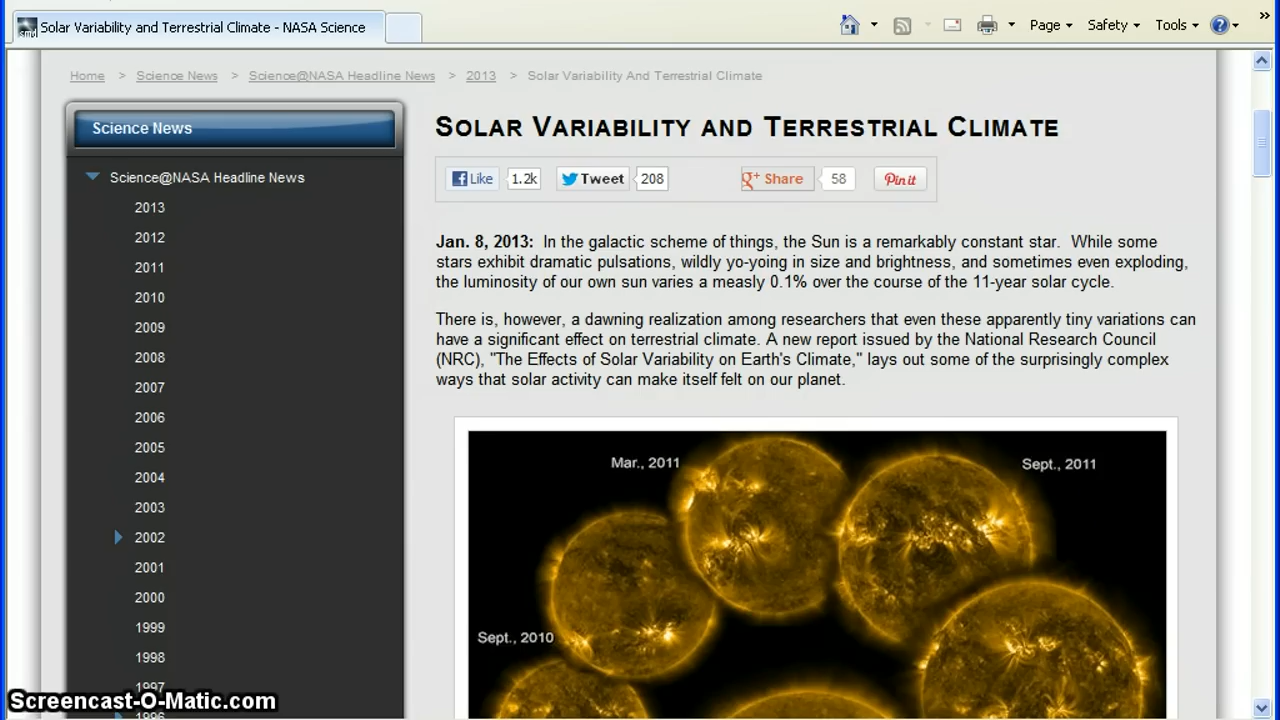 Solar Variability and Terrestrial Climate - NASA Science
Page
Safety
Tools
Home > Science News > Science@NASA Headline News > 2013 > Solar Variability And Terrestrial Climate
Science News
Science@NASA Headline News
2013
2012
2011
2010
2009
2008
2007
2006
2005
2004
2003
2002
2001
2000
1999
1998
1997
1996
SOLAR VARIABILITY AND TERRESTRIAL CLIMATE
Like 1.2k Tweet 208 Share 58 Pin it
Jan. 8, 2013: In the galactic scheme of things, the Sun is a remarkably constant star. While some
stars exhibit dramatic pulsations, wildly yo-yoing in size and brightness, and sometimes even exploding,
the luminosity of our own sun varies a measly 0.1% over the course of the 11-year solar cycle.
There is, however, a dawning realization among researchers that even these apparently tiny variations can
have a significant effect on terrestrial climate. A new report issued by the National Research Council
(NRC), "The Effects of Solar Variability on Earth's Climate," lays out some of the surprisingly complex
ways that solar activity can make itself felt on our planet.
Mar., 2011
Sept., 2011
Sept., 2010
Screencast-O-Matic.com